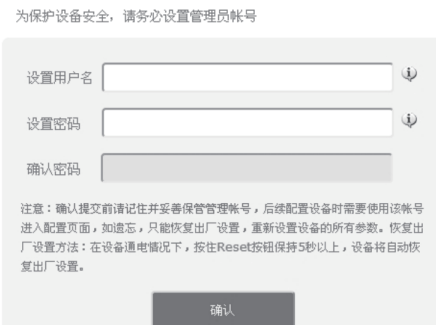 为保护设备安全，请务必设置管理员帐号
设置用户名
设置密码
确认密码
注意：确认提交前请记住并妥善保管管理帐号，后续配置设备时需要使用该帐号
进入配置页面，如遗忘，只能恢复出厂设置，重新设置设备的所有参数。恢复出
厂设置方法：在设备通电情况下，按住Reset按钮保持5秒以上，设备将自动恢
复出厂设置。
确认